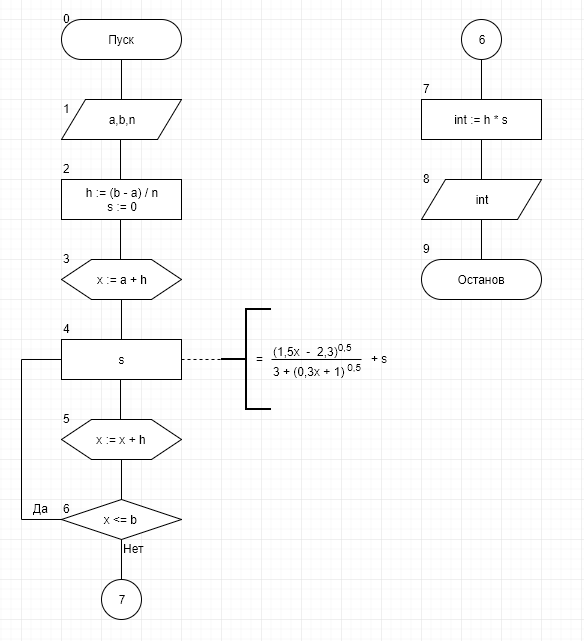 0
Пуск
1
a,b,n
2
h := (b - a) / n
s := 0
3
x := a + h
4
s
= (1,5x - 2,3)^0,5 / 3 + (0,3x + 1)^0,5 + s
5
x := x + h
Да
6
x <= b
Нет
7
6
7
int := h * s
8
int
9
Останов